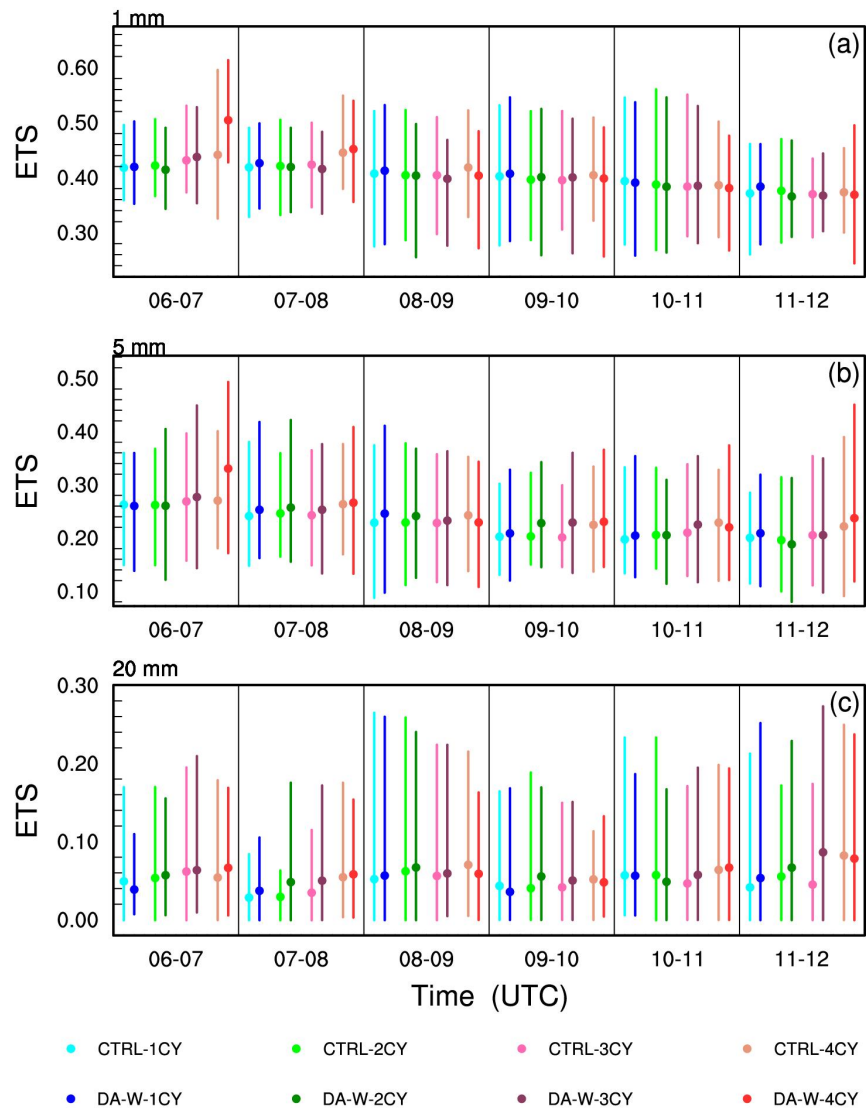 1 mm
(a)
ETS
0.60
0.50
0.40
0.30
06-07 07-08 08-09 09-10 10-11 11-12
5 mm
(b)
ETS
0.50
0.40
0.30
0.20
0.10
06-07 07-08 08-09 09-10 10-11 11-12
20 mm
(c)
ETS
0.30
0.20
0.10
0.00
06-07 07-08 08-09 09-10 10-11 11-12
Time (UTC)
CTRL-1CY CTRL-2CY CTRL-3CY CTRL-4CY
DA-W-1CY DA-W-2CY DA-W-3CY DA-W-4CY